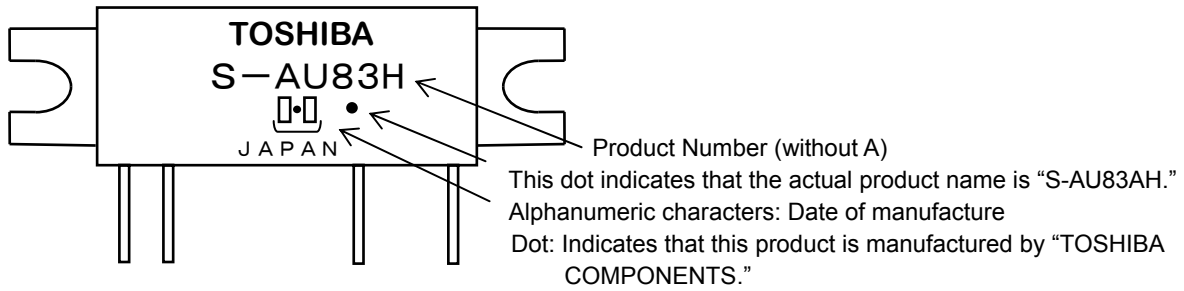 TOSHIBA
S－AU83H
▯•▯ •
JAPAN
Product Number (without A)
This dot indicates that the actual product name is “S-AU83AH.”
Alphanumeric characters: Date of manufacture
Dot: Indicates that this product is manufactured by “TOSHIBA
COMPONENTS.”